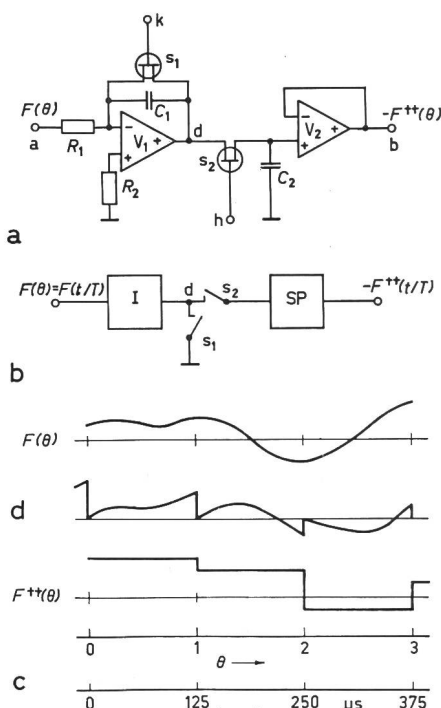 k
s₁
F(θ)
C₁
a
R₁
V₁
d
R₂
s₂
h
C₂
V₂
-F⁺⁺(θ)
b
a
F(θ)=F(t/T)
I
d
s₂
s₁
SP
-F⁺⁺(t/T)
b
F(θ)
d
F⁺⁺(θ)
0 1 2 3
θ →
c
0 125 250 μs 375